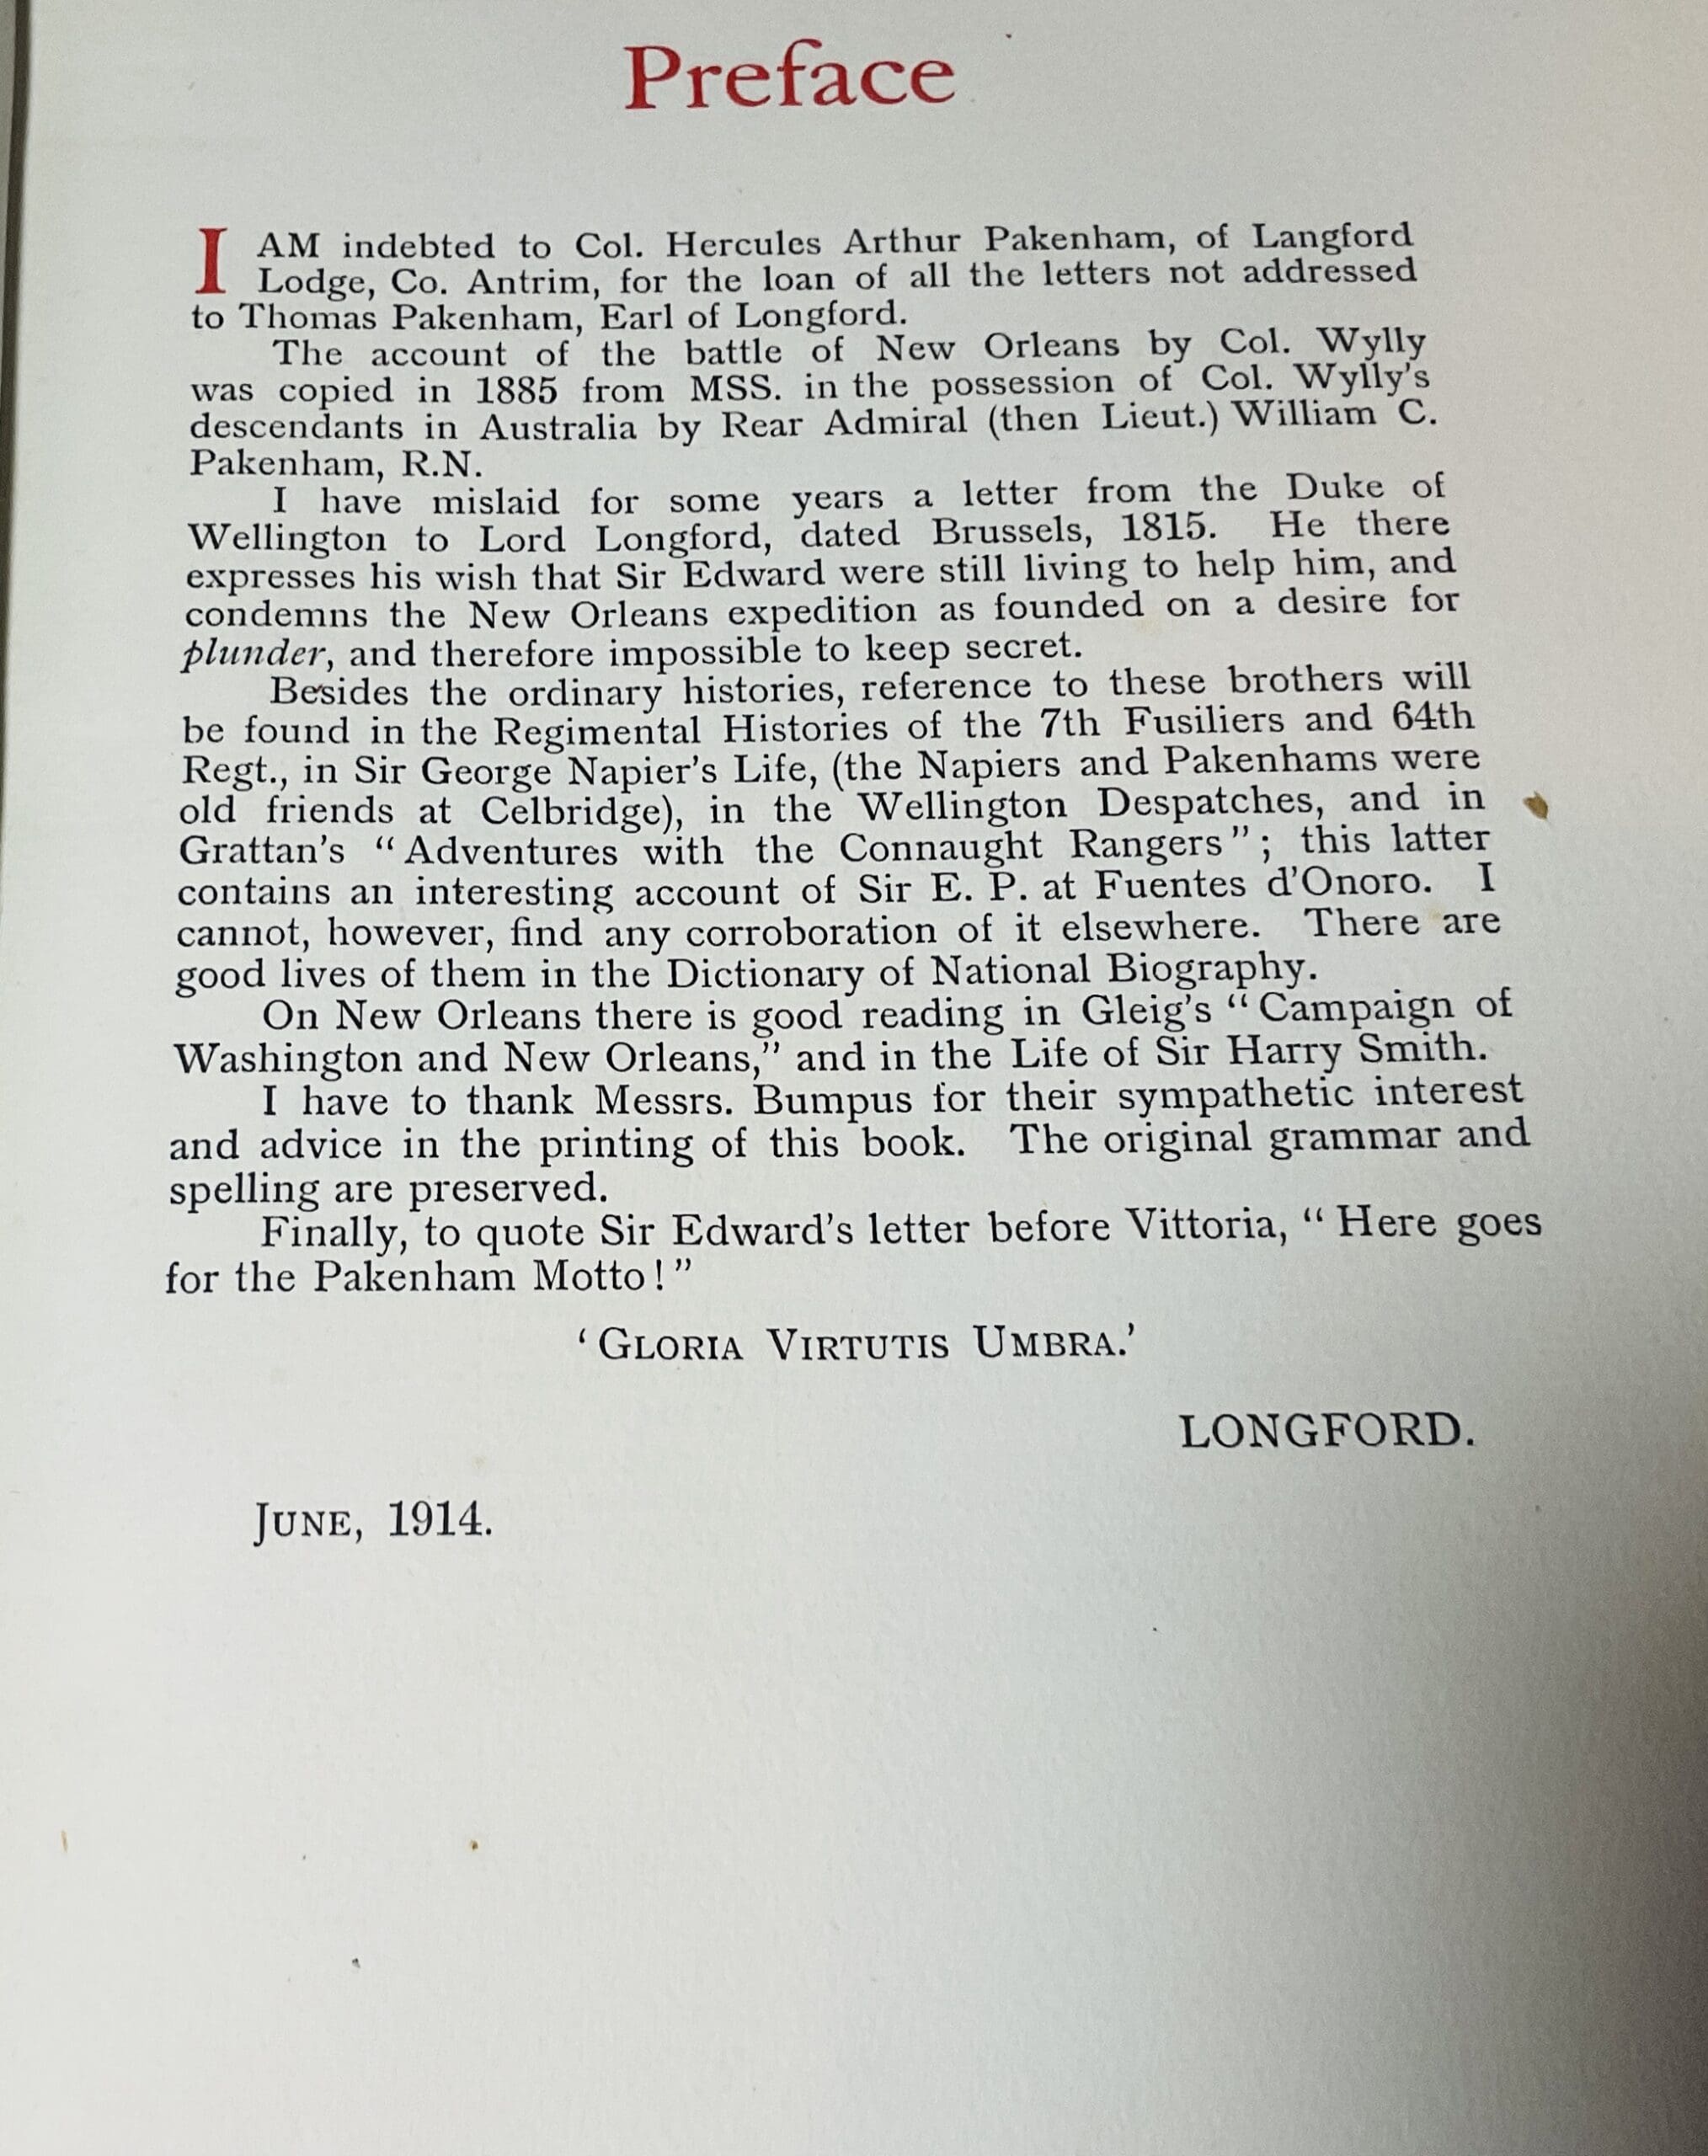 Preface
I AM indebted to Col. Hercules Arthur Pakenham, of Langford
Lodge, Co. Antrim, for the loan of all the letters not addressed
to Thomas Pakenham, Earl of Longford.
The account of the battle of New Orleans by Col. Wylly
was copied in 1885 from MSS. in the possession of Col. Wylly's
descendants in Australia by Rear Admiral (then Lieut.) William C.
Pakenham, R.N.
I have mislaid for some years a letter from the Duke of
Wellington to Lord Longford, dated Brussels, 1815. He there
expresses his wish that Sir Edward were still living to help him, and
condemns the New Orleans expedition as founded on a desire for
plunder, and therefore impossible to keep secret.
Besides the ordinary histories, reference to these brothers will
be found in the Regimental Histories of the 7th Fusiliers and 64th
Regt., in Sir George Napier's Life, (the Napiers and Pakenhams were
old friends at Celbridge), in the Wellington Despatches, and in
Grattan's “Adventures with the Connaught Rangers”; this latter
contains an interesting account of Sir E. P. at Fuentes d'Onoro. I
cannot, however, find any corroboration of it elsewhere. There are
good lives of them in the Dictionary of National Biography.
On New Orleans there is good reading in Gleig's “Campaign of
Washington and New Orleans,” and in the Life of Sir Harry Smith.
I have to thank Messrs. Bumpus for their sympathetic interest
and advice in the printing of this book. The original grammar and
spelling are preserved.
Finally, to quote Sir Edward's letter before Vittoria, “Here goes
for the Pakenham Motto!”
‘GLORIA VIRTUTIS UMBRA.’
LONGFORD.
JUNE, 1914.